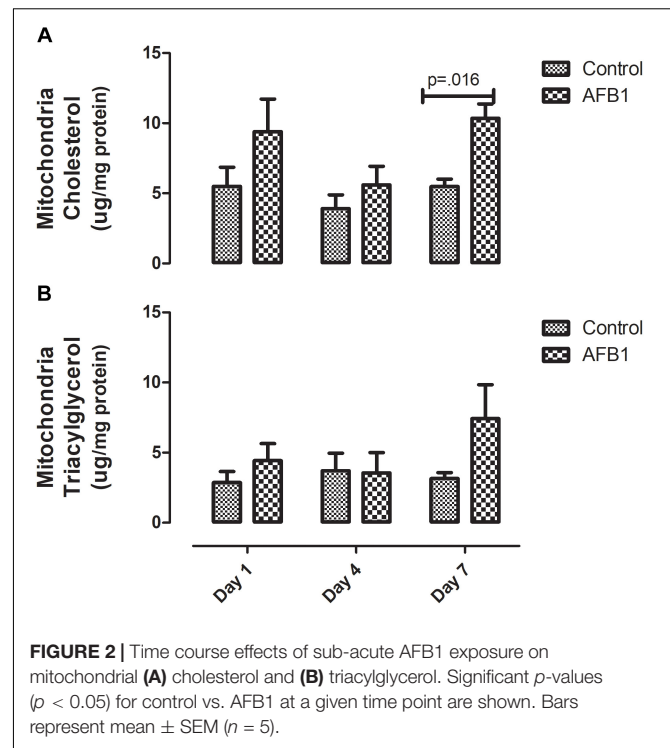 A
Mitochondria
Cholesterol
(ug/mg protein)
15
10
5
0
p=.016
Control
AFB1
B
Mitochondria
Triacylglycerol
(ug/mg protein)
15
10
5
0
Control
AFB1
Day 1
Day 4
Day 7
FIGURE 2 | Time course effects of sub-acute AFB1 exposure on
mitochondrial (A) cholesterol and (B) triacylglycerol. Significant p-values
(p < 0.05) for control vs. AFB1 at a given time point are shown. Bars
represent mean ± SEM (n = 5).